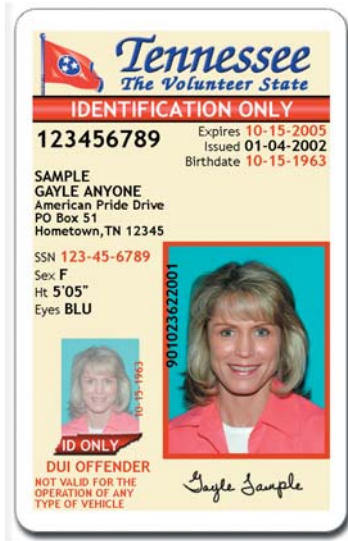 Tennessee
The Volunteer State
IDENTIFICATION ONLY
123456789
Expires 10-15-2005
Issued 01-04-2002
Birthdate 10-15-1963
SAMPLE
GAYLE ANYONE
American Pride Drive
PO Box 51
Hometown,TN 12345
SSN 123-45-6789
Sex F
Ht 5'05"
Eyes BLU
901023622001
10-15-1963
ID ONLY
DUI OFFENDER
NOT VALID FOR THE
OPERATION OF ANY
TYPE OF VEHICLE
Gayle Sample